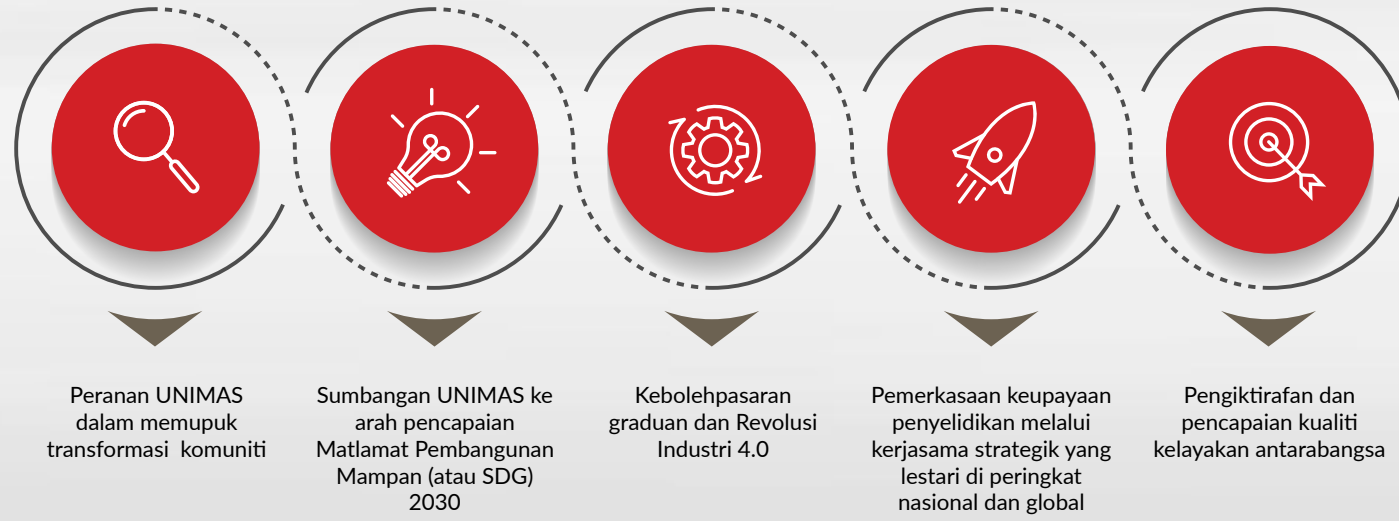 Peranan UNIMAS
dalam memupuk
transformasi komuniti
Sumbangan UNIMAS ke
arah pencapaian
Matlamat Pembangunan
Mampan (atau SDG)
2030
Kebolehpasaran
graduan dan Revolusi
Industri 4.0
Pemerkasaan keupayaan
penyelidikan melalui
kerjasama strategik yang
lestari di peringkat
nasional dan global
Pengiktirafan dan
pencapaian kualiti
kelayakan antarabangsa